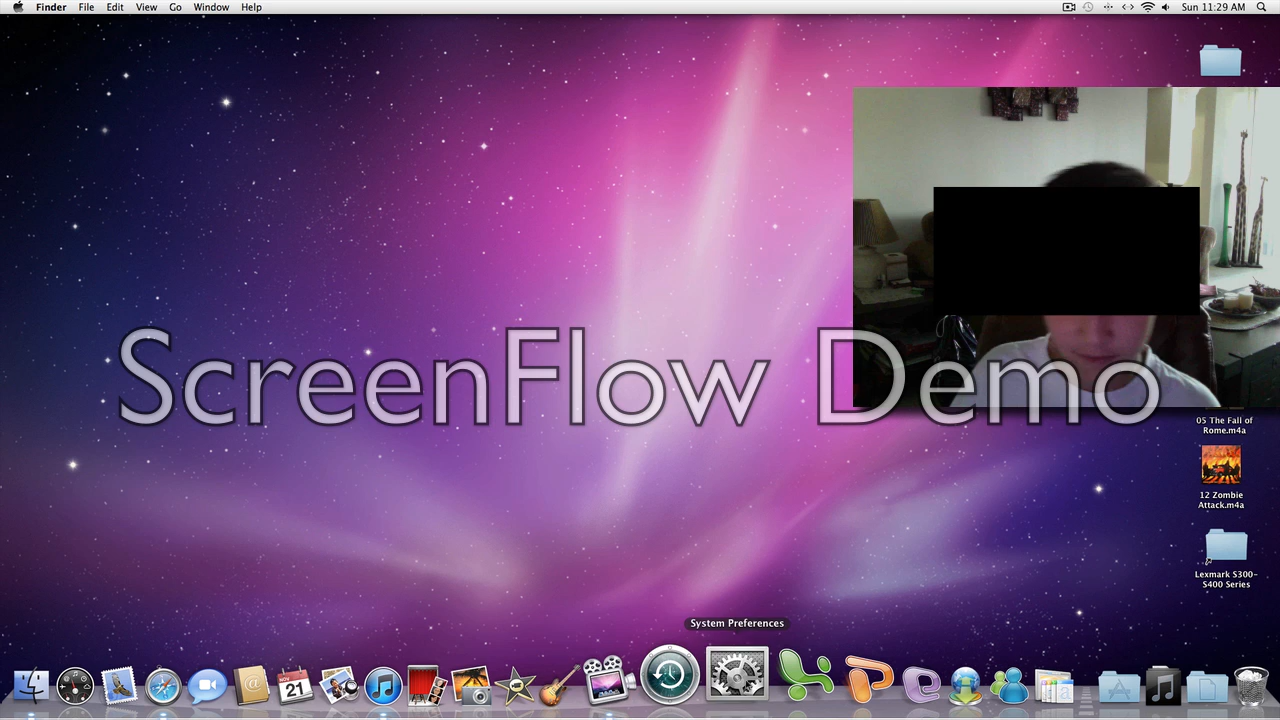 Finder File Edit View Go Window Help Sun 11:29 AM
ScreenFlow Demo
05 The Fall of
Rome.m4a
12 Zombie
Attack.m4a
Lexmark S300-
S400 Series
System Preferences
NOV
21